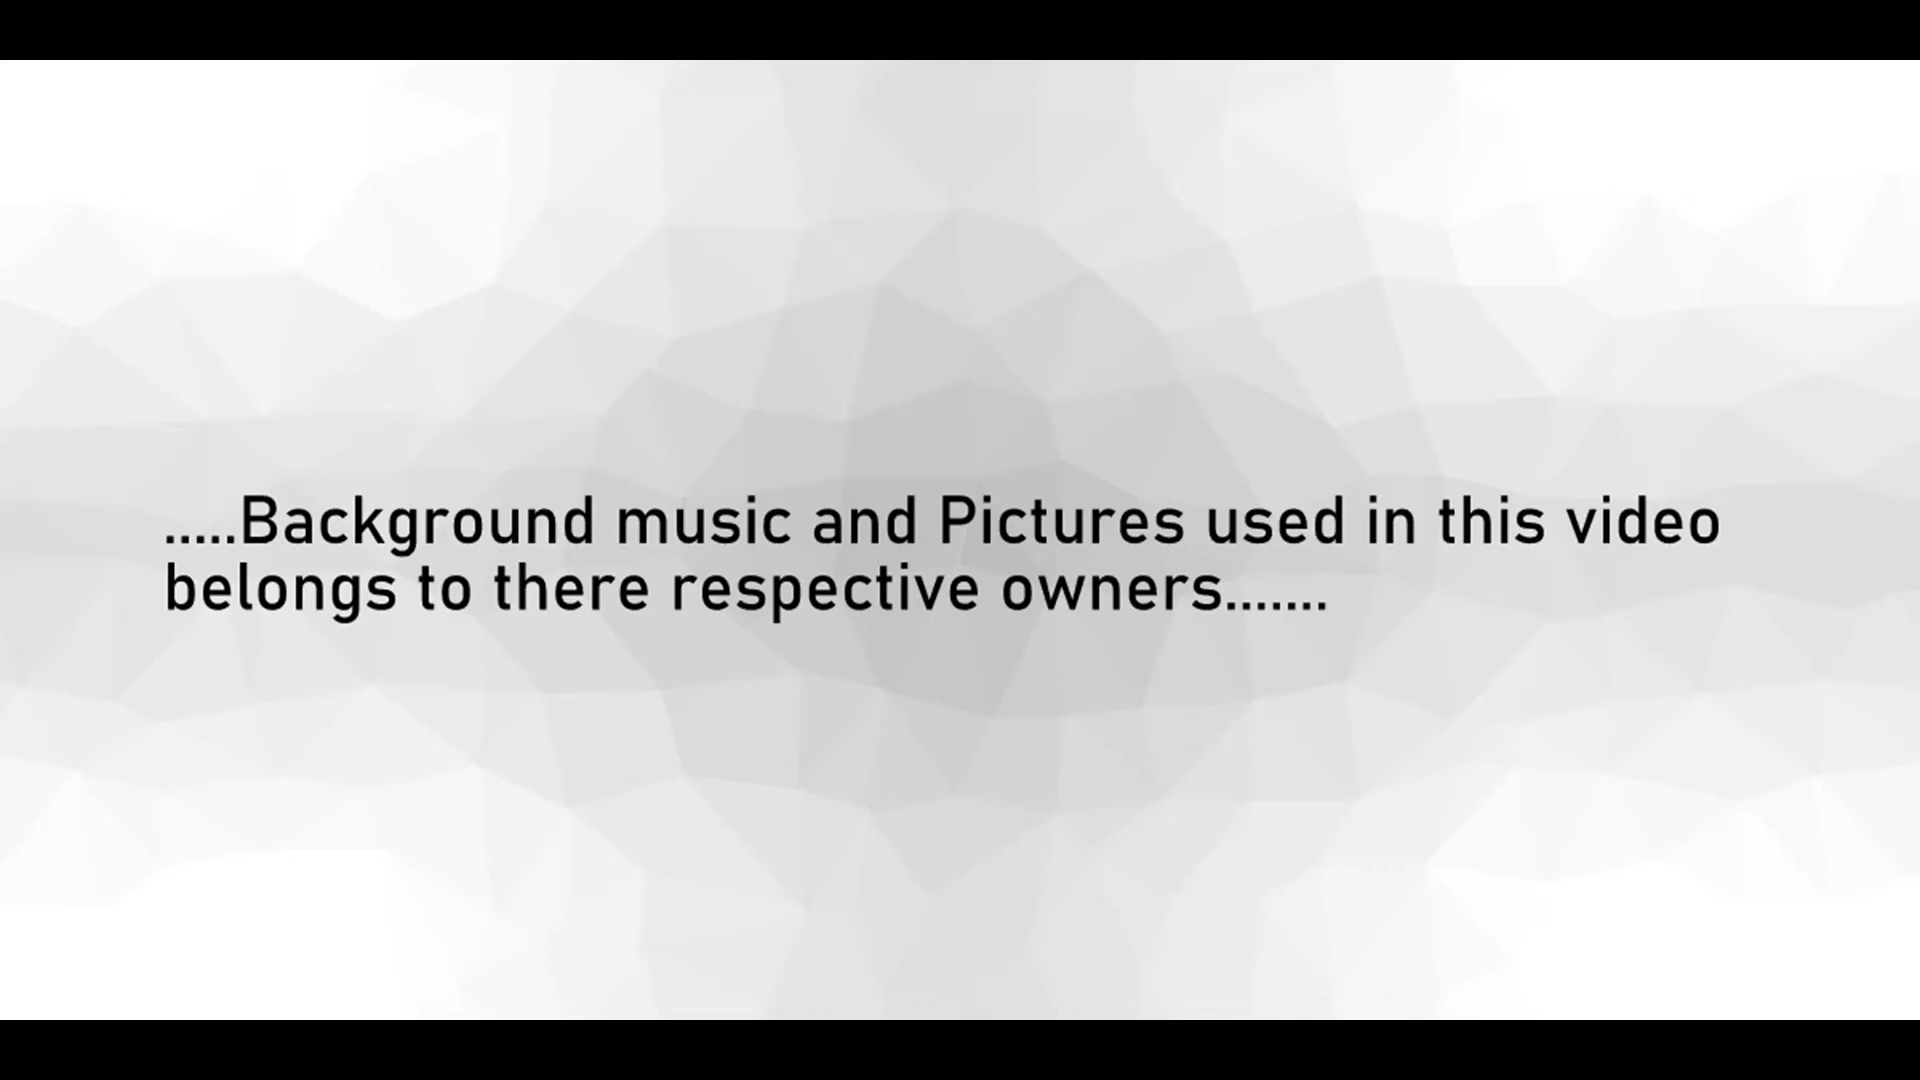 .....Background music and Pictures used in this video
belongs to there respective owners.......